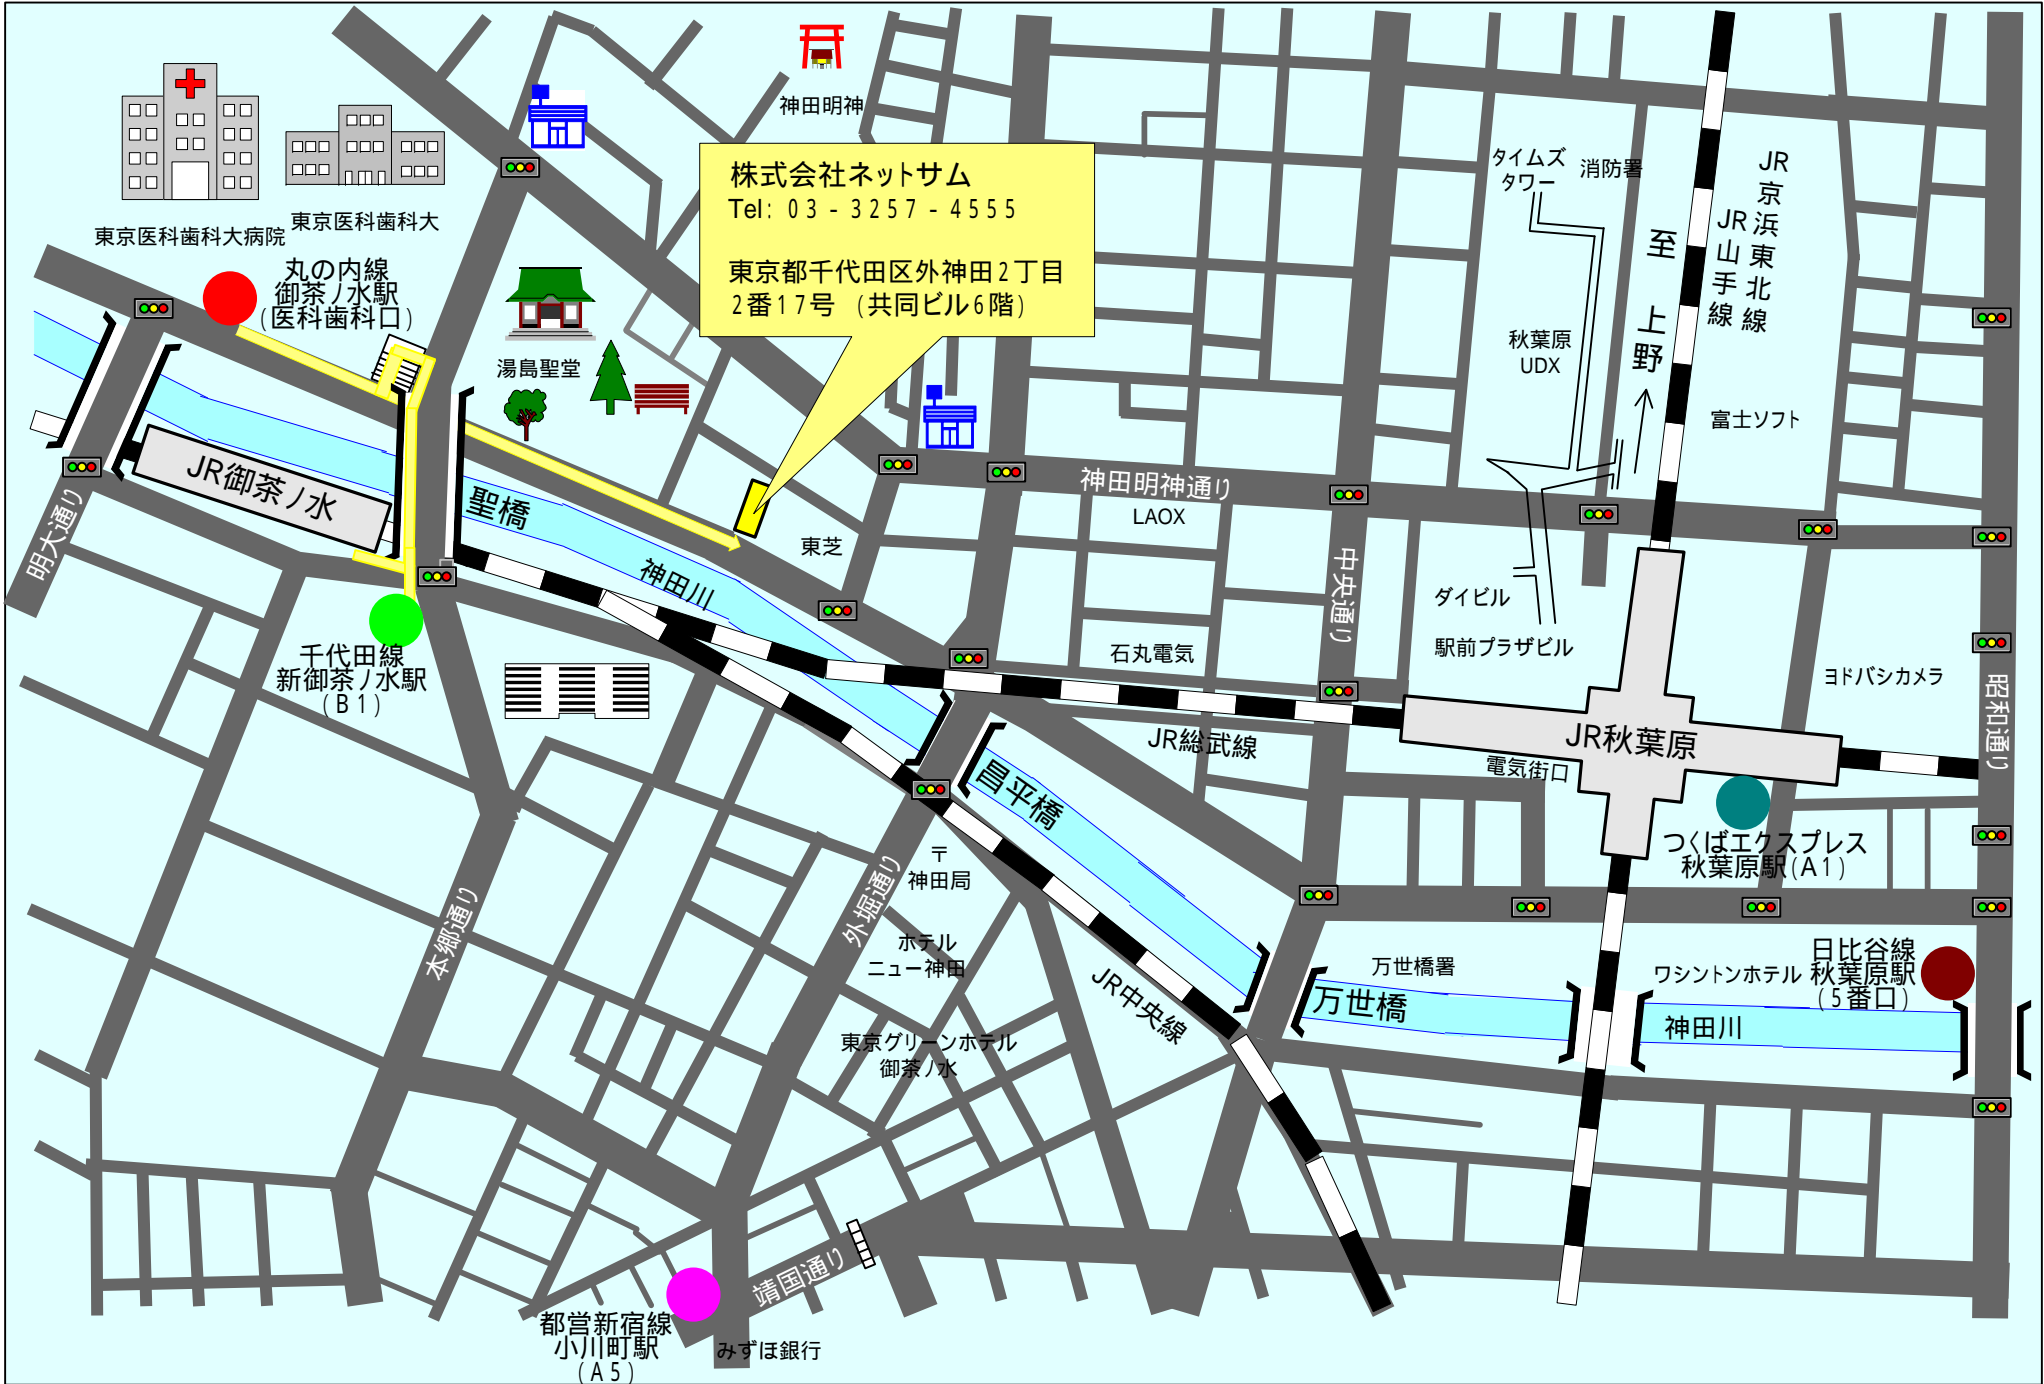 神田明神
株式会社ネットサム
Tel: 03-3257-4555
東京都千代田区外神田2丁目
2番17号 (共同ビル6階)
東京医科歯科大病院
東京医科歯科大
丸の内線
御茶ノ水駅
(医科歯科口)
湯島聖堂
タイムズ
タワー
消防署
JR京浜東北線
JR山手線
至 上野
秋葉原
UDX
富士ソフト
JR御茶ノ水
明大通り
聖橋
神田川
東芝
神田明神通り
LAOX
中央通り
ダイビル
駅前プラザビル
石丸電気
ヨドバシカメラ
昭和通り
千代田線
新御茶ノ水駅
(B1)
JR総武線
JR秋葉原
電気街口
昌平橋
つくばエクスプレス
秋葉原駅(A1)
〒
神田局
外堀通り
本郷通り
ホテル
ニュー神田
JR中央線
万世橋署
万世橋
ワシントンホテル
日比谷線
秋葉原駅
(5番口)
神田川
東京グリーンホテル
御茶ノ水
靖国通り
都営新宿線
小川町駅
(A5)
みずほ銀行